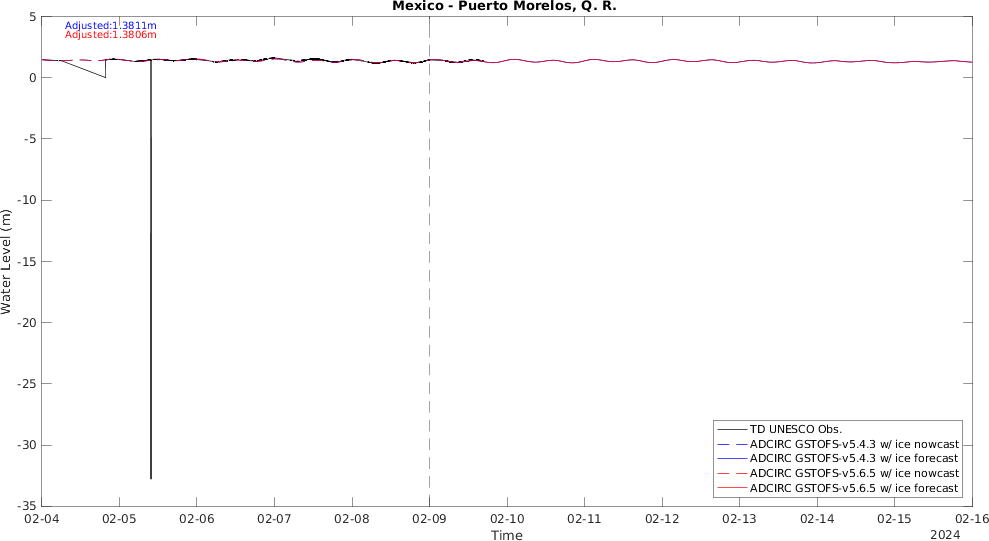 Mexico - Puerto Morelos, Q. R.
Adjusted:1.3811m
Adjusted:1.3806m
5
0
-5
-10
-15
-20
-25
-30
-35
Water Level (m)
TD UNESCO Obs.
ADCIRC GSTOFS-v5.4.3 w/ ice nowcast
ADCIRC GSTOFS-v5.4.3 w/ ice forecast
ADCIRC GSTOFS-v5.6.5 w/ ice nowcast
ADCIRC GSTOFS-v5.6.5 w/ ice forecast
02-04 02-05 02-06 02-07 02-08 02-09 02-10 02-11 02-12 02-13 02-14 02-15 02-16
Time
2024